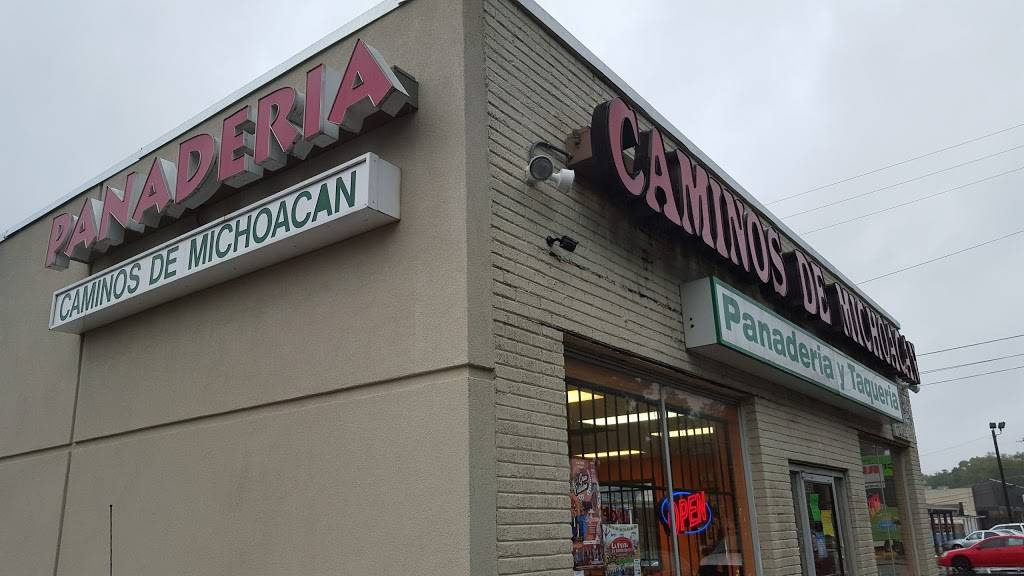 PANADERIA
CAMINOS DE MICHOACAN
CAMINOS DE MICHOACAN
Panaderia y Taqueria
OPEN